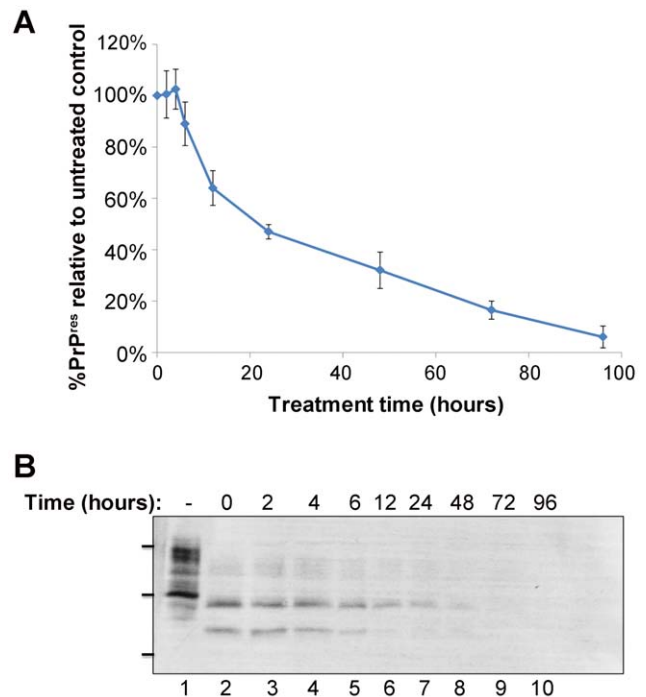 A
%PrPres relative to untreated control
120%
100%
80%
60%
40%
20%
0%
0 20 40 60 80 100
Treatment time (hours)
B
Time (hours): - 0 2 4 6 12 24 48 72 96
1 2 3 4 5 6 7 8 9 10